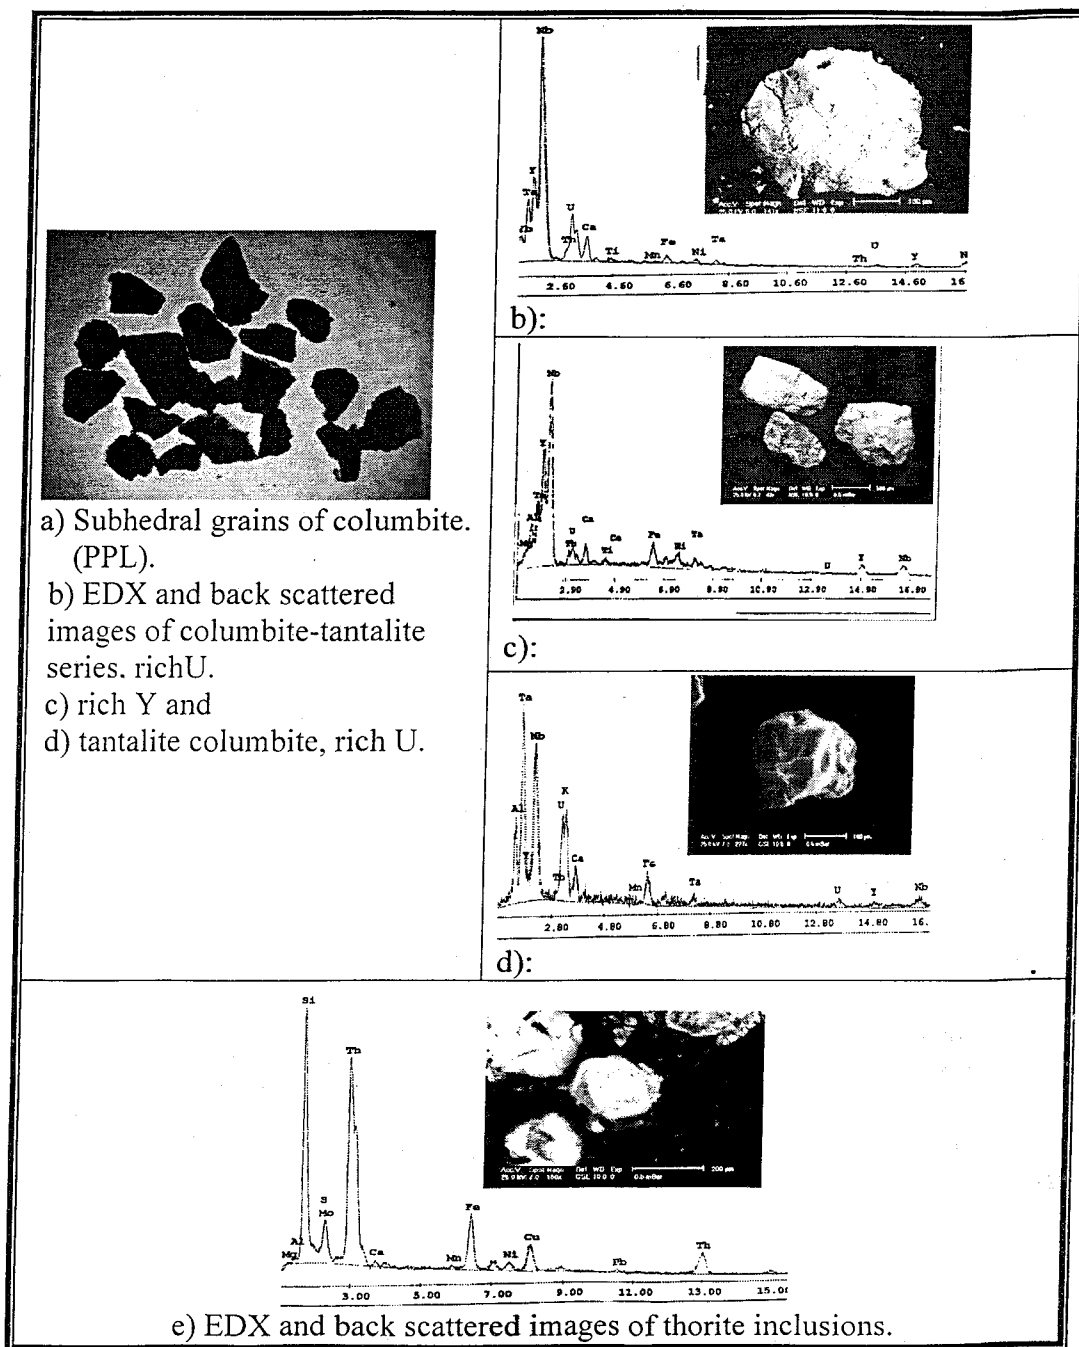 a) Subhedral grains of columbite.
(PPL).
b) EDX and back scattered
images of columbite-tantalite
series. richU.
c) rich Y and
d) tantalite columbite, rich U.
Nb
U
Th
Ca
Ti
Mn
Fe
Ni
Ta
Th
U
Y
N
2.60 4.60 6.60 8.60 10.60 12.60 14.60 16
b):
Nb
U
Th
Ca
Ti
Ca
Fe
Ni
Ta
U
Y
Nb
2.90 4.90 6.90 8.90 10.90 12.90 14.90 16.90
c):
Ta
Nb
Al
U
K
Ca
Mn
Fe
Ta
U
Y
Nb
2.80 4.80 6.80 8.80 10.80 12.80 14.80 16.
d):
Si
Th
S
Mo
Mg
Al
Ca
Mn
Fe
Ni
Cu
Pb
Th
3.00 5.00 7.00 9.00 11.00 13.00 15.00
200 µm
e) EDX and back scattered images of thorite inclusions.